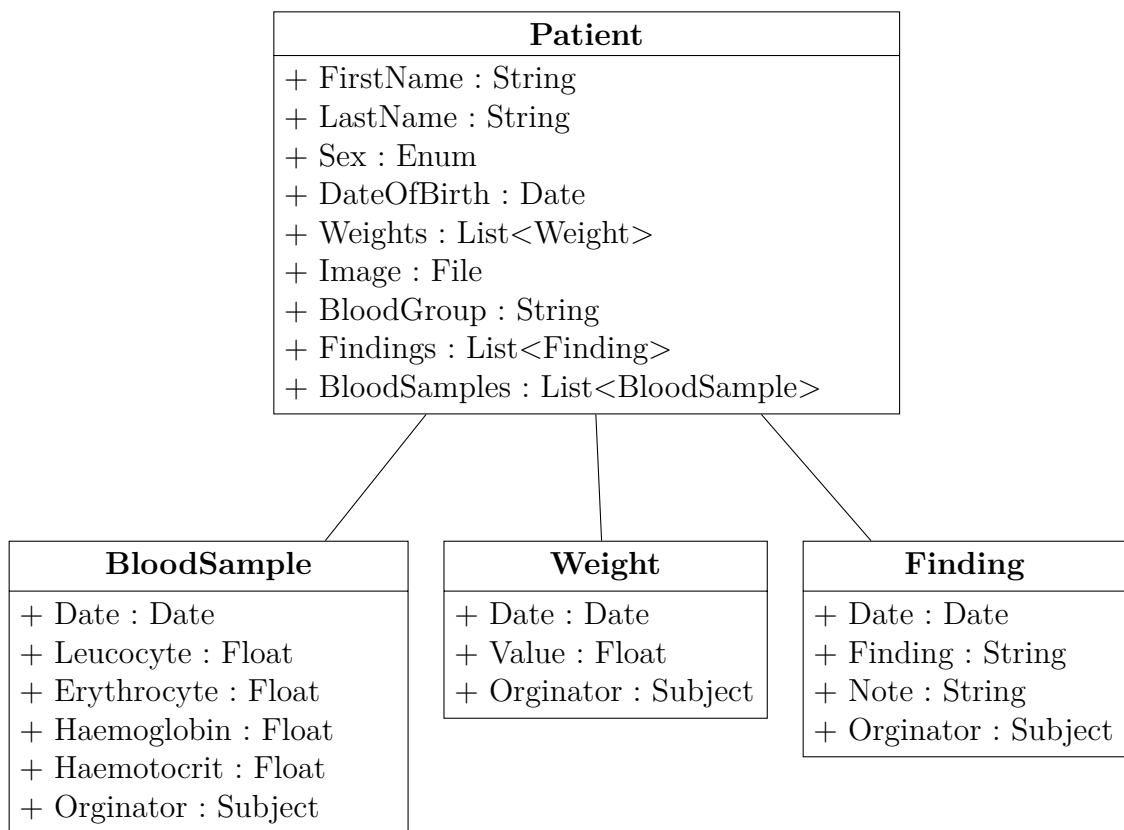 Patient
+ FirstName : String
+ LastName : String
+ Sex : Enum
+ DateOfBirth : Date
+ Weights : List<Weight>
+ Image : File
+ BloodGroup : String
+ Findings : List<Finding>
+ BloodSamples : List<BloodSample>
BloodSample
+ Date : Date
+ Leucocyte : Float
+ Erythrocyte : Float
+ Haemoglobin : Float
+ Haemotocrit : Float
+ Orginator : Subject
Weight
+ Date : Date
+ Value : Float
+ Orginator : Subject
Finding
+ Date : Date
+ Finding : String
+ Note : String
+ Orginator : Subject